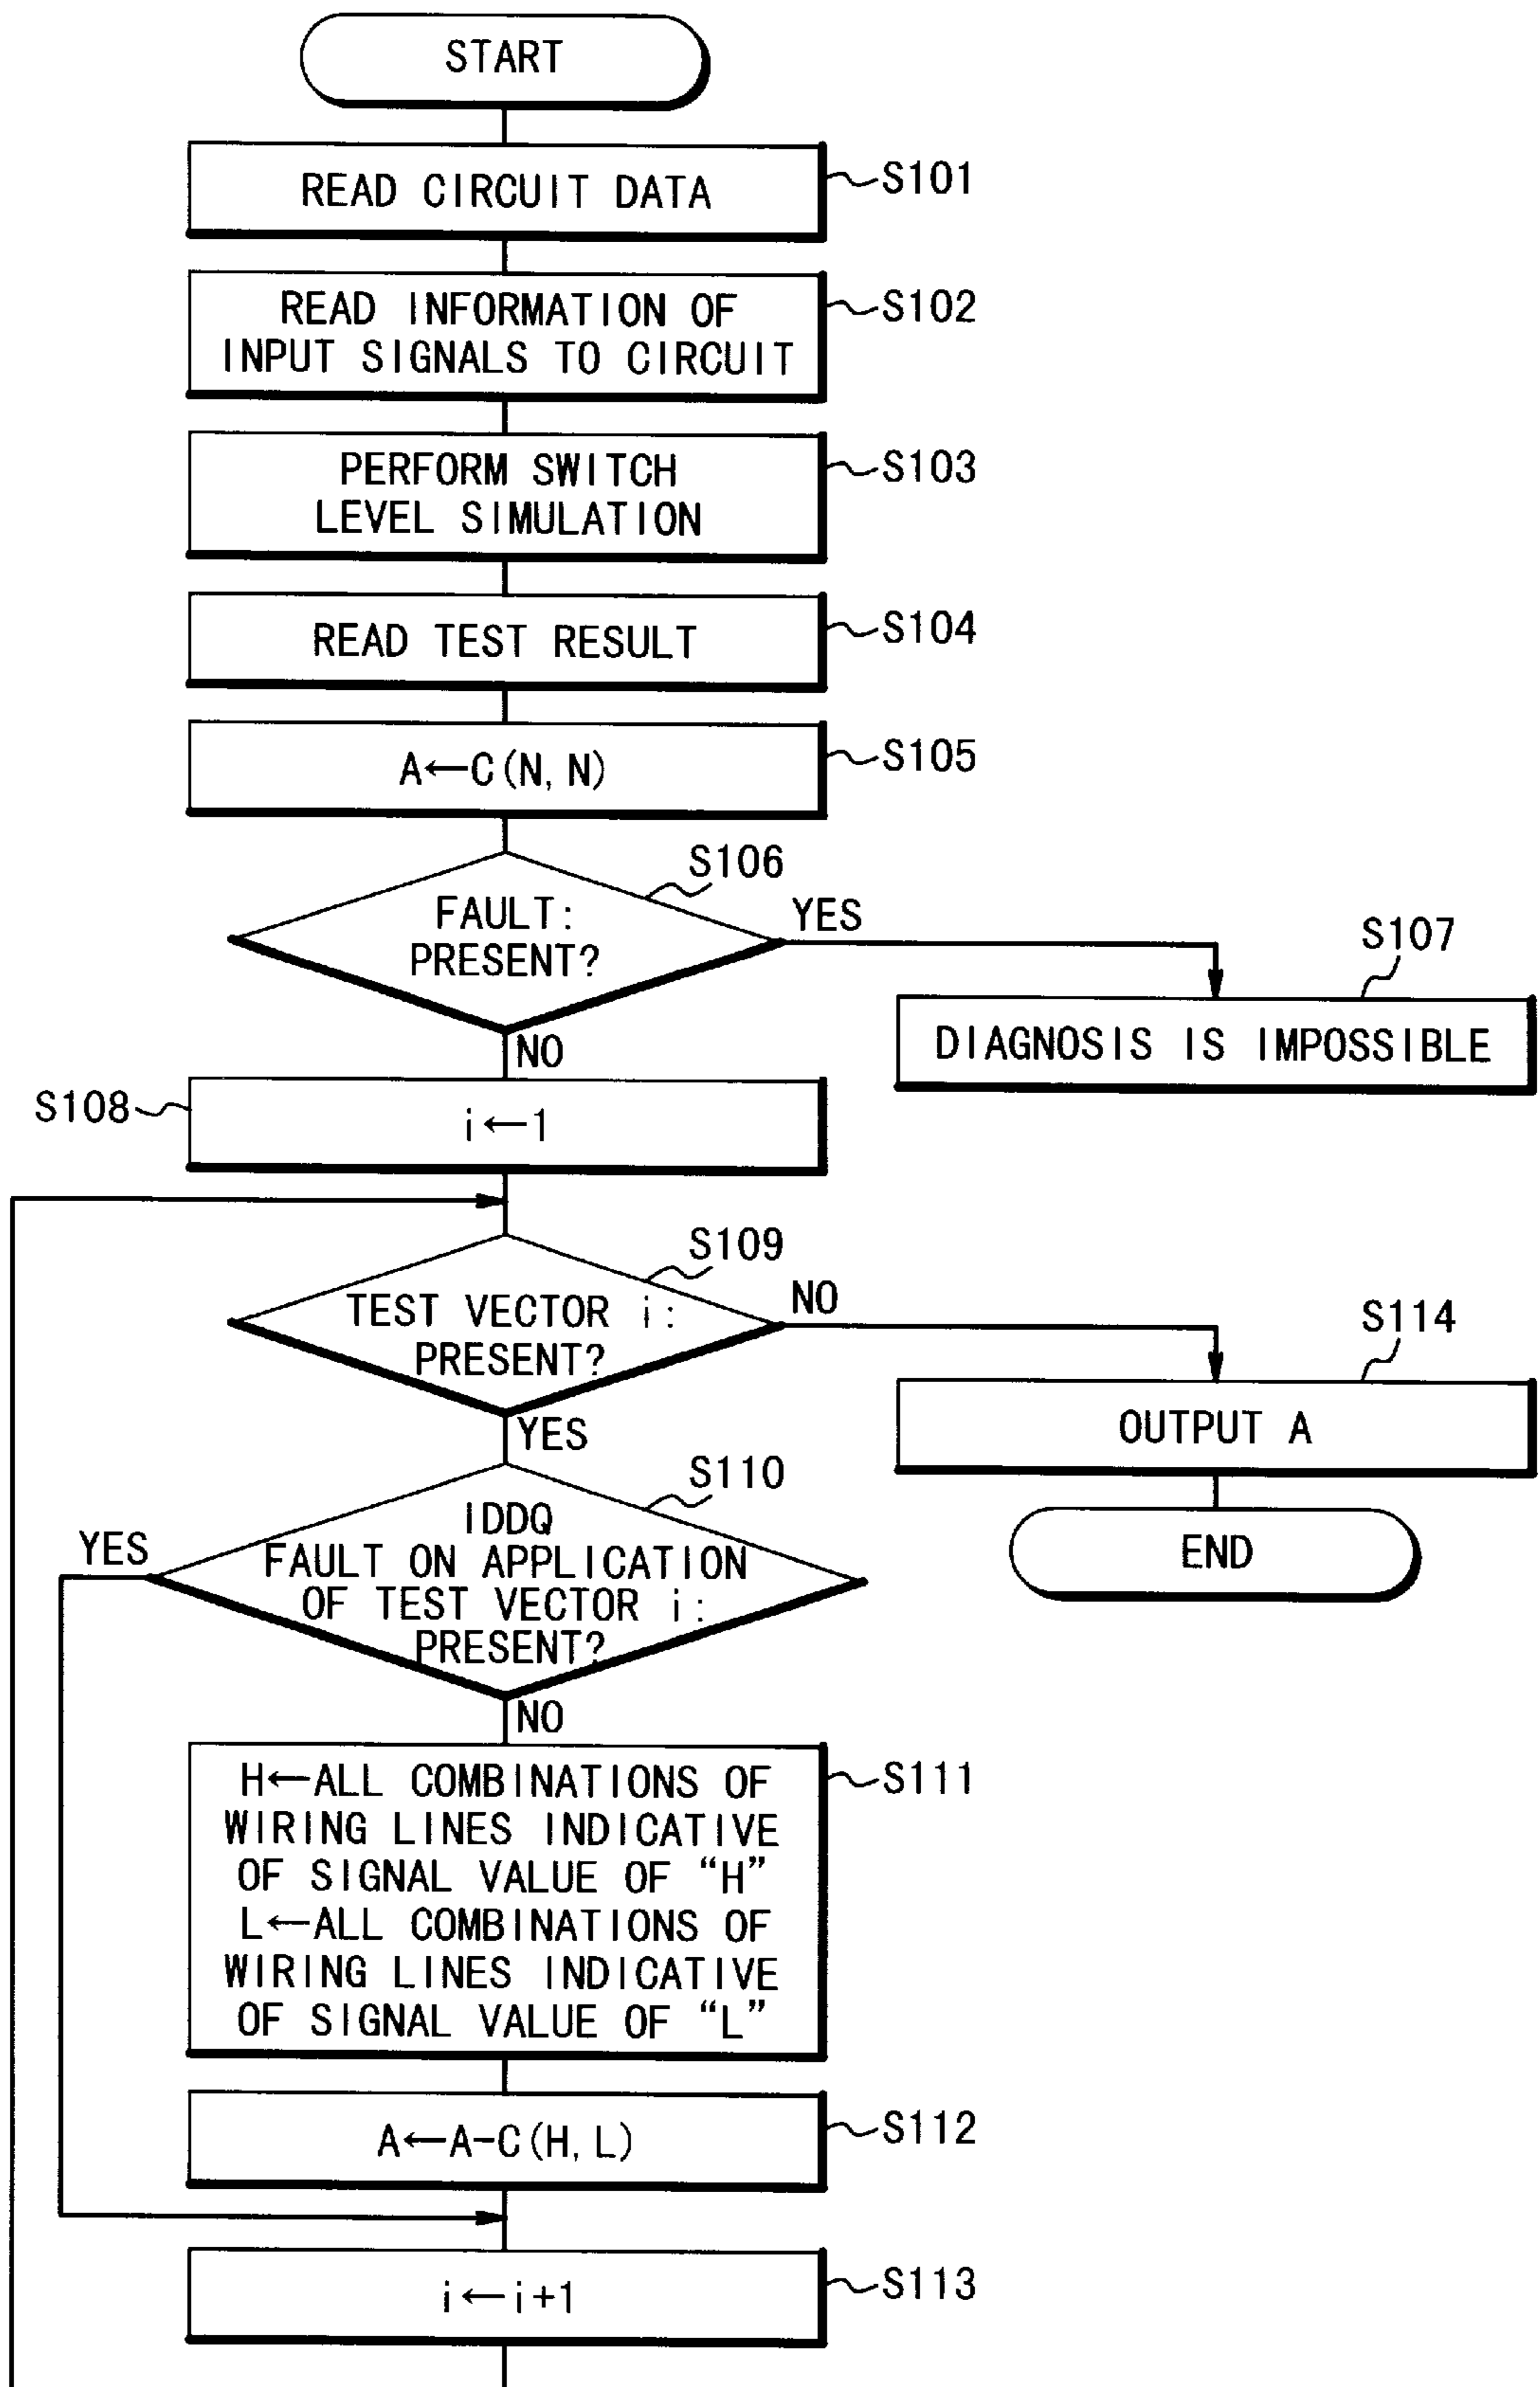 START
READ CIRCUIT DATA
S101
READ INFORMATION OF
INPUT SIGNALS TO CIRCUIT
S102
PERFORM SWITCH
LEVEL SIMULATION
S103
READ TEST RESULT
S104
A←C(N, N)
S105
S106
FAULT:
PRESENT?
YES
S107
DIAGNOSIS IS IMPOSSIBLE
NO
S108
i←1
S109
TEST VECTOR i:
PRESENT?
NO
S114
OUTPUT A
END
YES
S110
IDDQ
FAULT ON APPLICATION
OF TEST VECTOR i:
PRESENT?
YES
NO
H←ALL COMBINATIONS OF
WIRING LINES INDICATIVE
OF SIGNAL VALUE OF “H”
L←ALL COMBINATIONS OF
WIRING LINES INDICATIVE
OF SIGNAL VALUE OF “L”
S111
A←A-C(H, L)
S112
i←i+1
S113